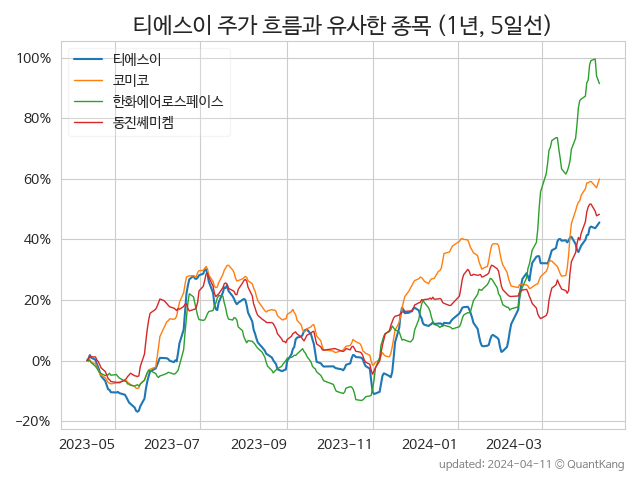 티에스이 주가 흐름과 유사한 종목 (1년, 5일선)
티에스이
코미코
한화에어로스페이스
동진쎄미켐
100%
80%
60%
40%
20%
0%
−20%
2023-05 2023-07 2023-09 2023-11 2024-01 2024-03
updated: 2024-04-11 © QuantKang